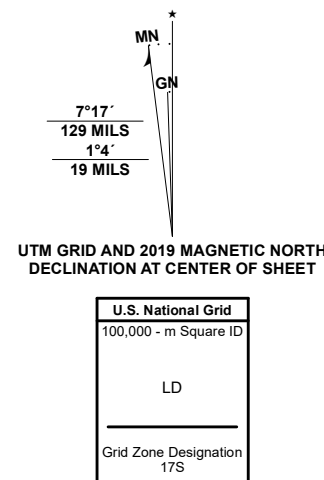 ★
MN
GN
7°17´
129 MILS
1°4´
19 MILS
UTM GRID AND 2019 MAGNETIC NORTH
DECLINATION AT CENTER OF SHEET
U.S. National Grid
100,000 - m Square ID
LD
Grid Zone Designation
17S